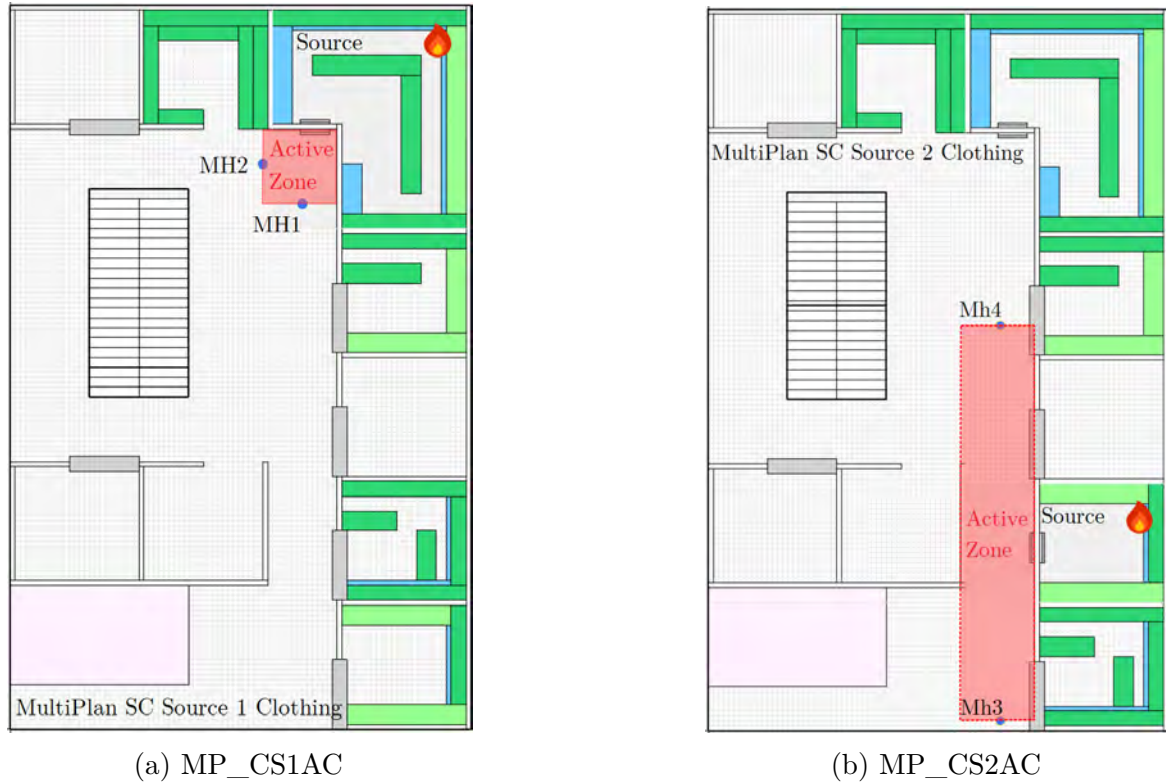 Source
MH2
Active
Zone
MH1
MultiPlan SC Source 1 Clothing
(a) MP_CS1AC
MultiPlan SC Source 2 Clothing
Mh4
Source
Active
Zone
Mh3
(b) MP_CS2AC